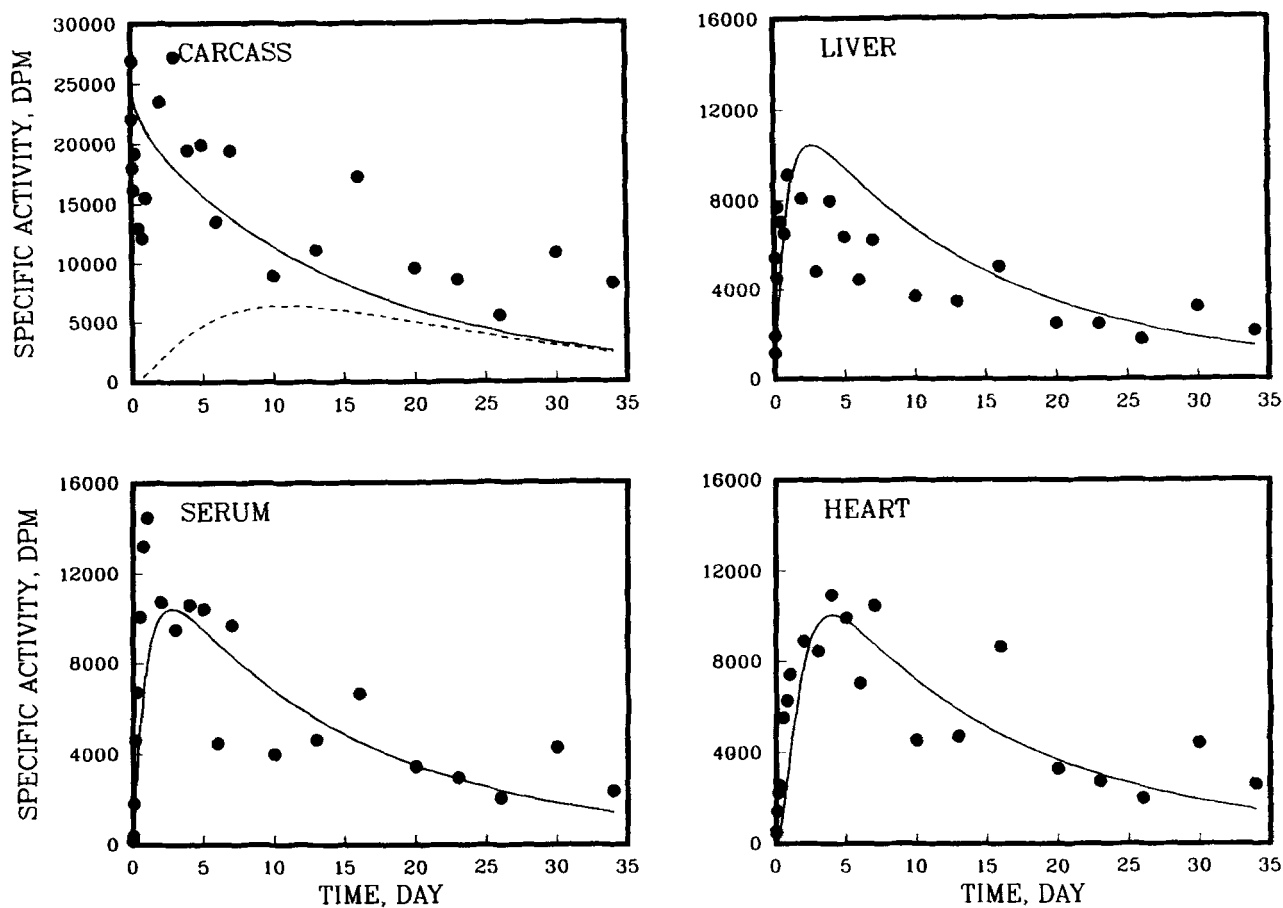 SPECIFIC ACTIVITY, DPM
30000
25000
20000
15000
10000
5000
0
CARCASS
0 5 10 15 20 25 30 35
16000
12000
8000
4000
0
LIVER
0 5 10 15 20 25 30 35
SPECIFIC ACTIVITY, DPM
16000
12000
8000
4000
0
SERUM
0 5 10 15 20 25 30 35
TIME, DAY
16000
12000
8000
4000
0
HEART
0 5 10 15 20 25 30 35
TIME, DAY